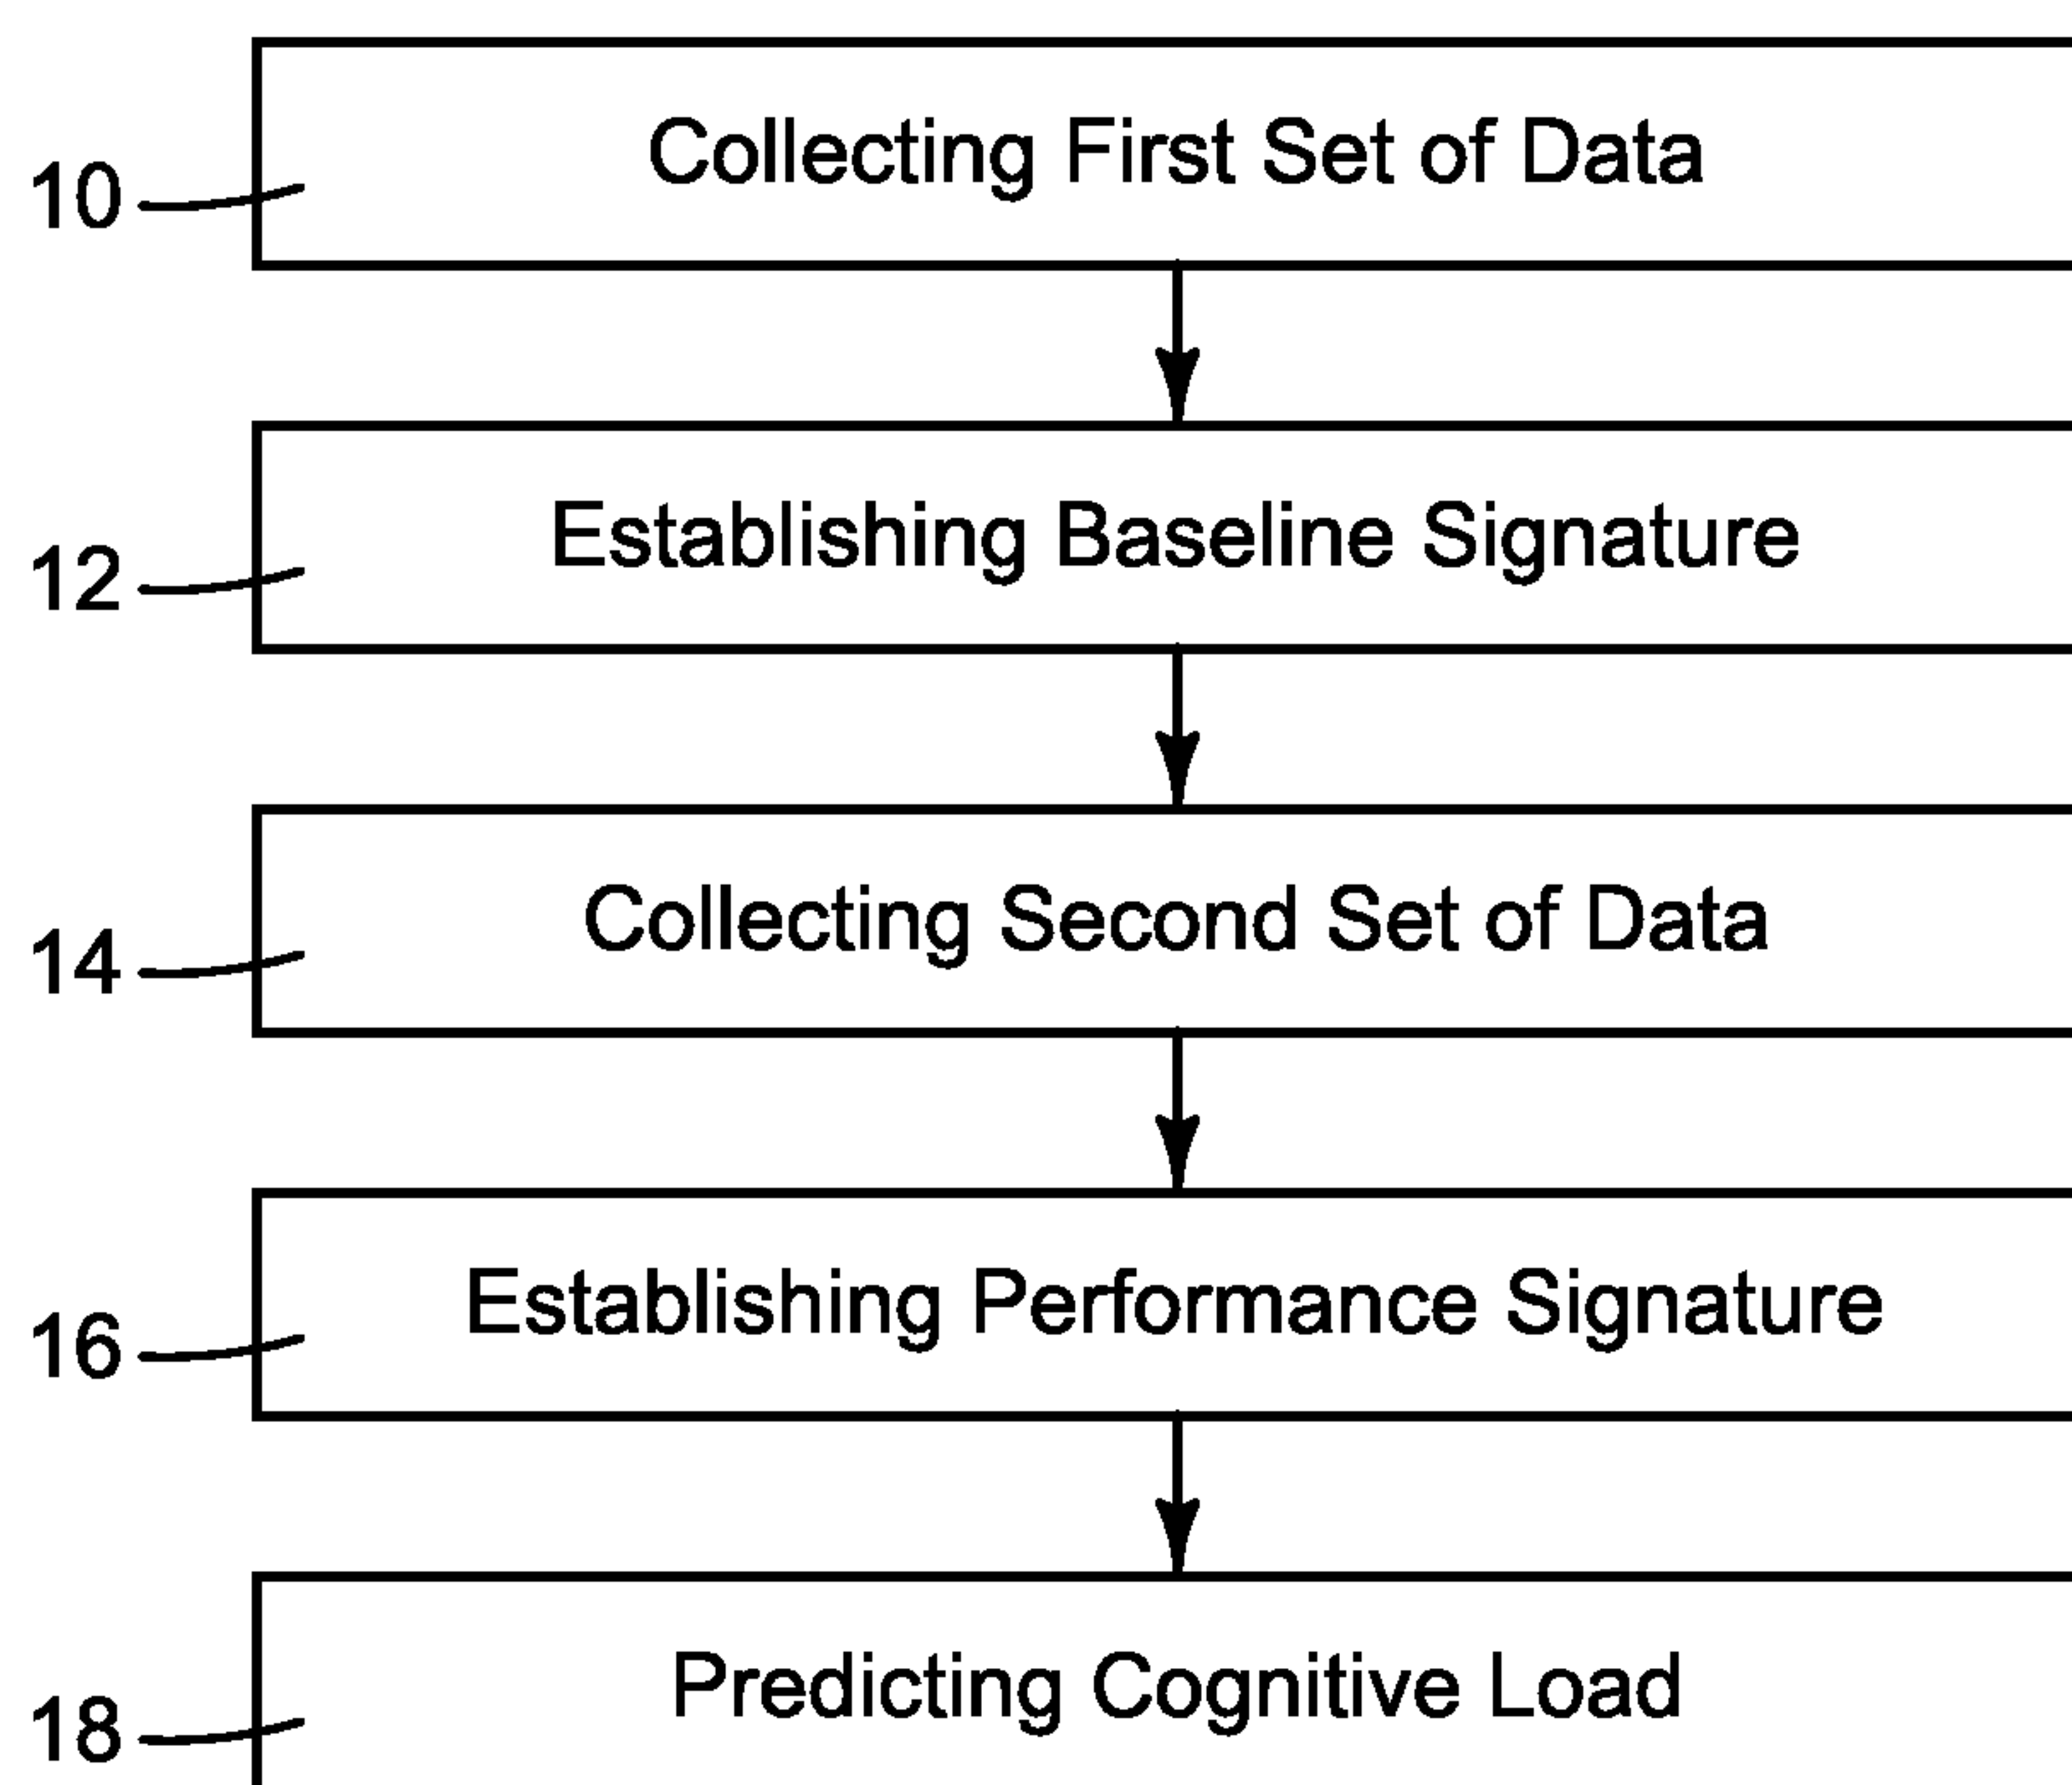 Collecting First Set of Data
10
Establishing Baseline Signature
12
Collecting Second Set of Data
14
Establishing Performance Signature
16
Predicting Cognitive Load
18